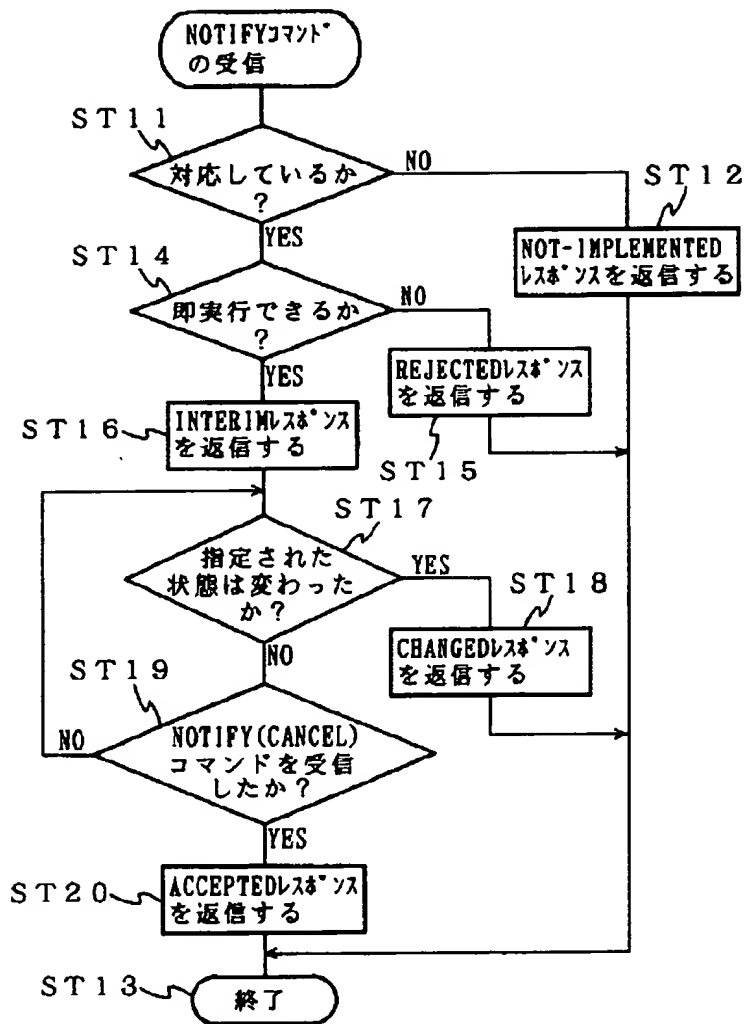 NOTIFYコマンド
の受信
ST11
対応しているか
?
NO
YES
ST12
NOT-IMPLEMENTED
レスポンスを返信する
ST14
即実行できるか
?
NO
YES
REJECTEDレスポンス
を返信する
ST15
ST16
INTERIMレスポンス
を返信する
ST17
指定された
状態は変わった
か?
YES
NO
ST18
CHANGEDレスポンス
を返信する
ST19
NOTIFY(CANCEL)
コマンドを受信
したか?
NO
YES
ST20
ACCEPTEDレスポンス
を返信する
ST13
終了